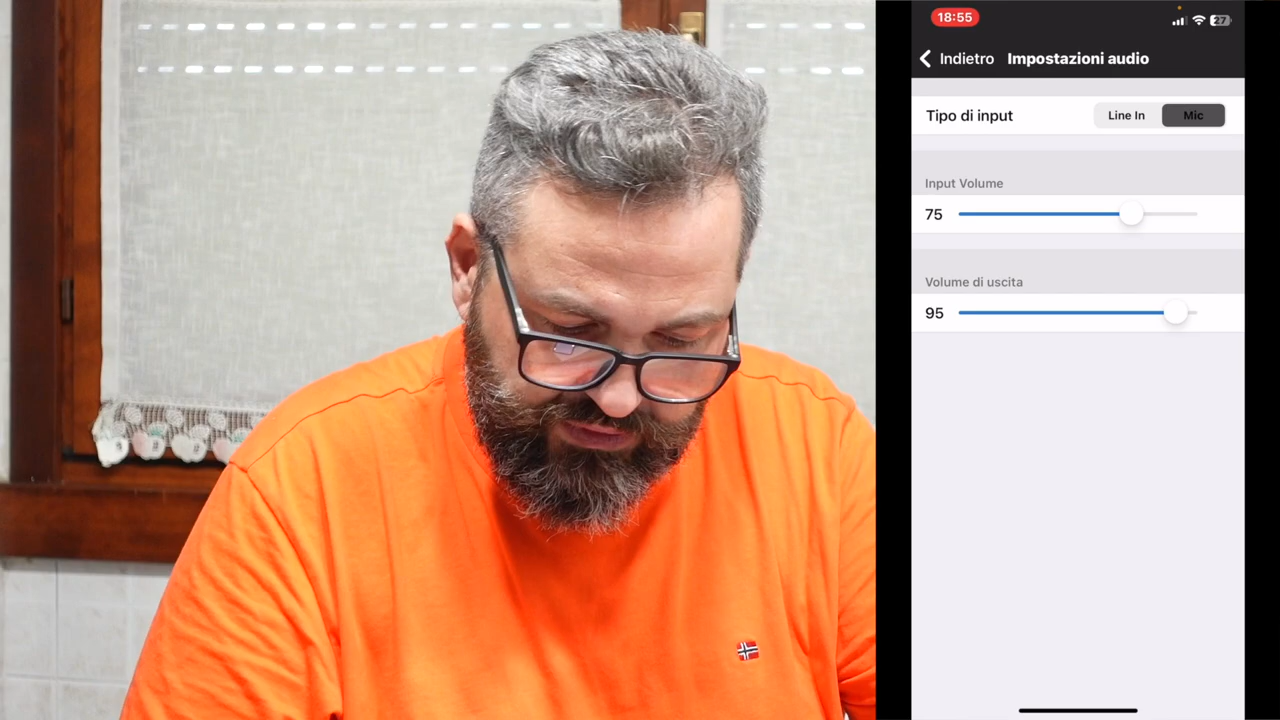 18:55
27
Indietro Impostazioni audio
Tipo di input Line In Mic
Input Volume
75
Volume di uscita
95